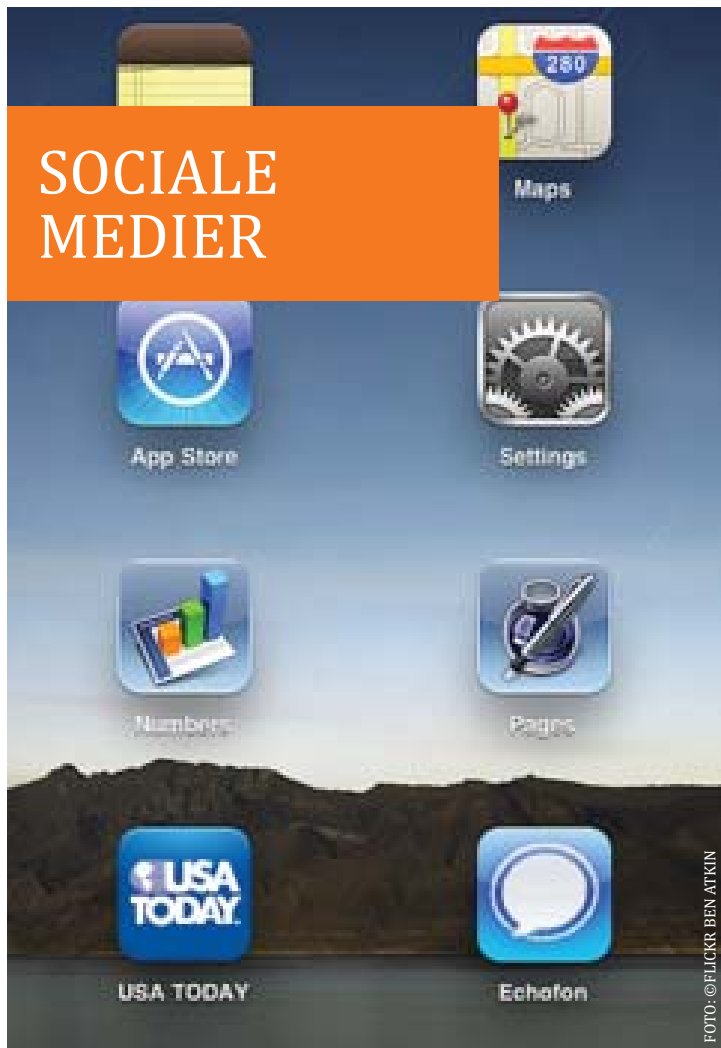 280
SOCIALE
MEDIER
Maps
App Store
Settings
Numbers
Pages
USA
TODAY
USA TODAY
Echofon
FOTO: ©FLICKR BEN ATKIN